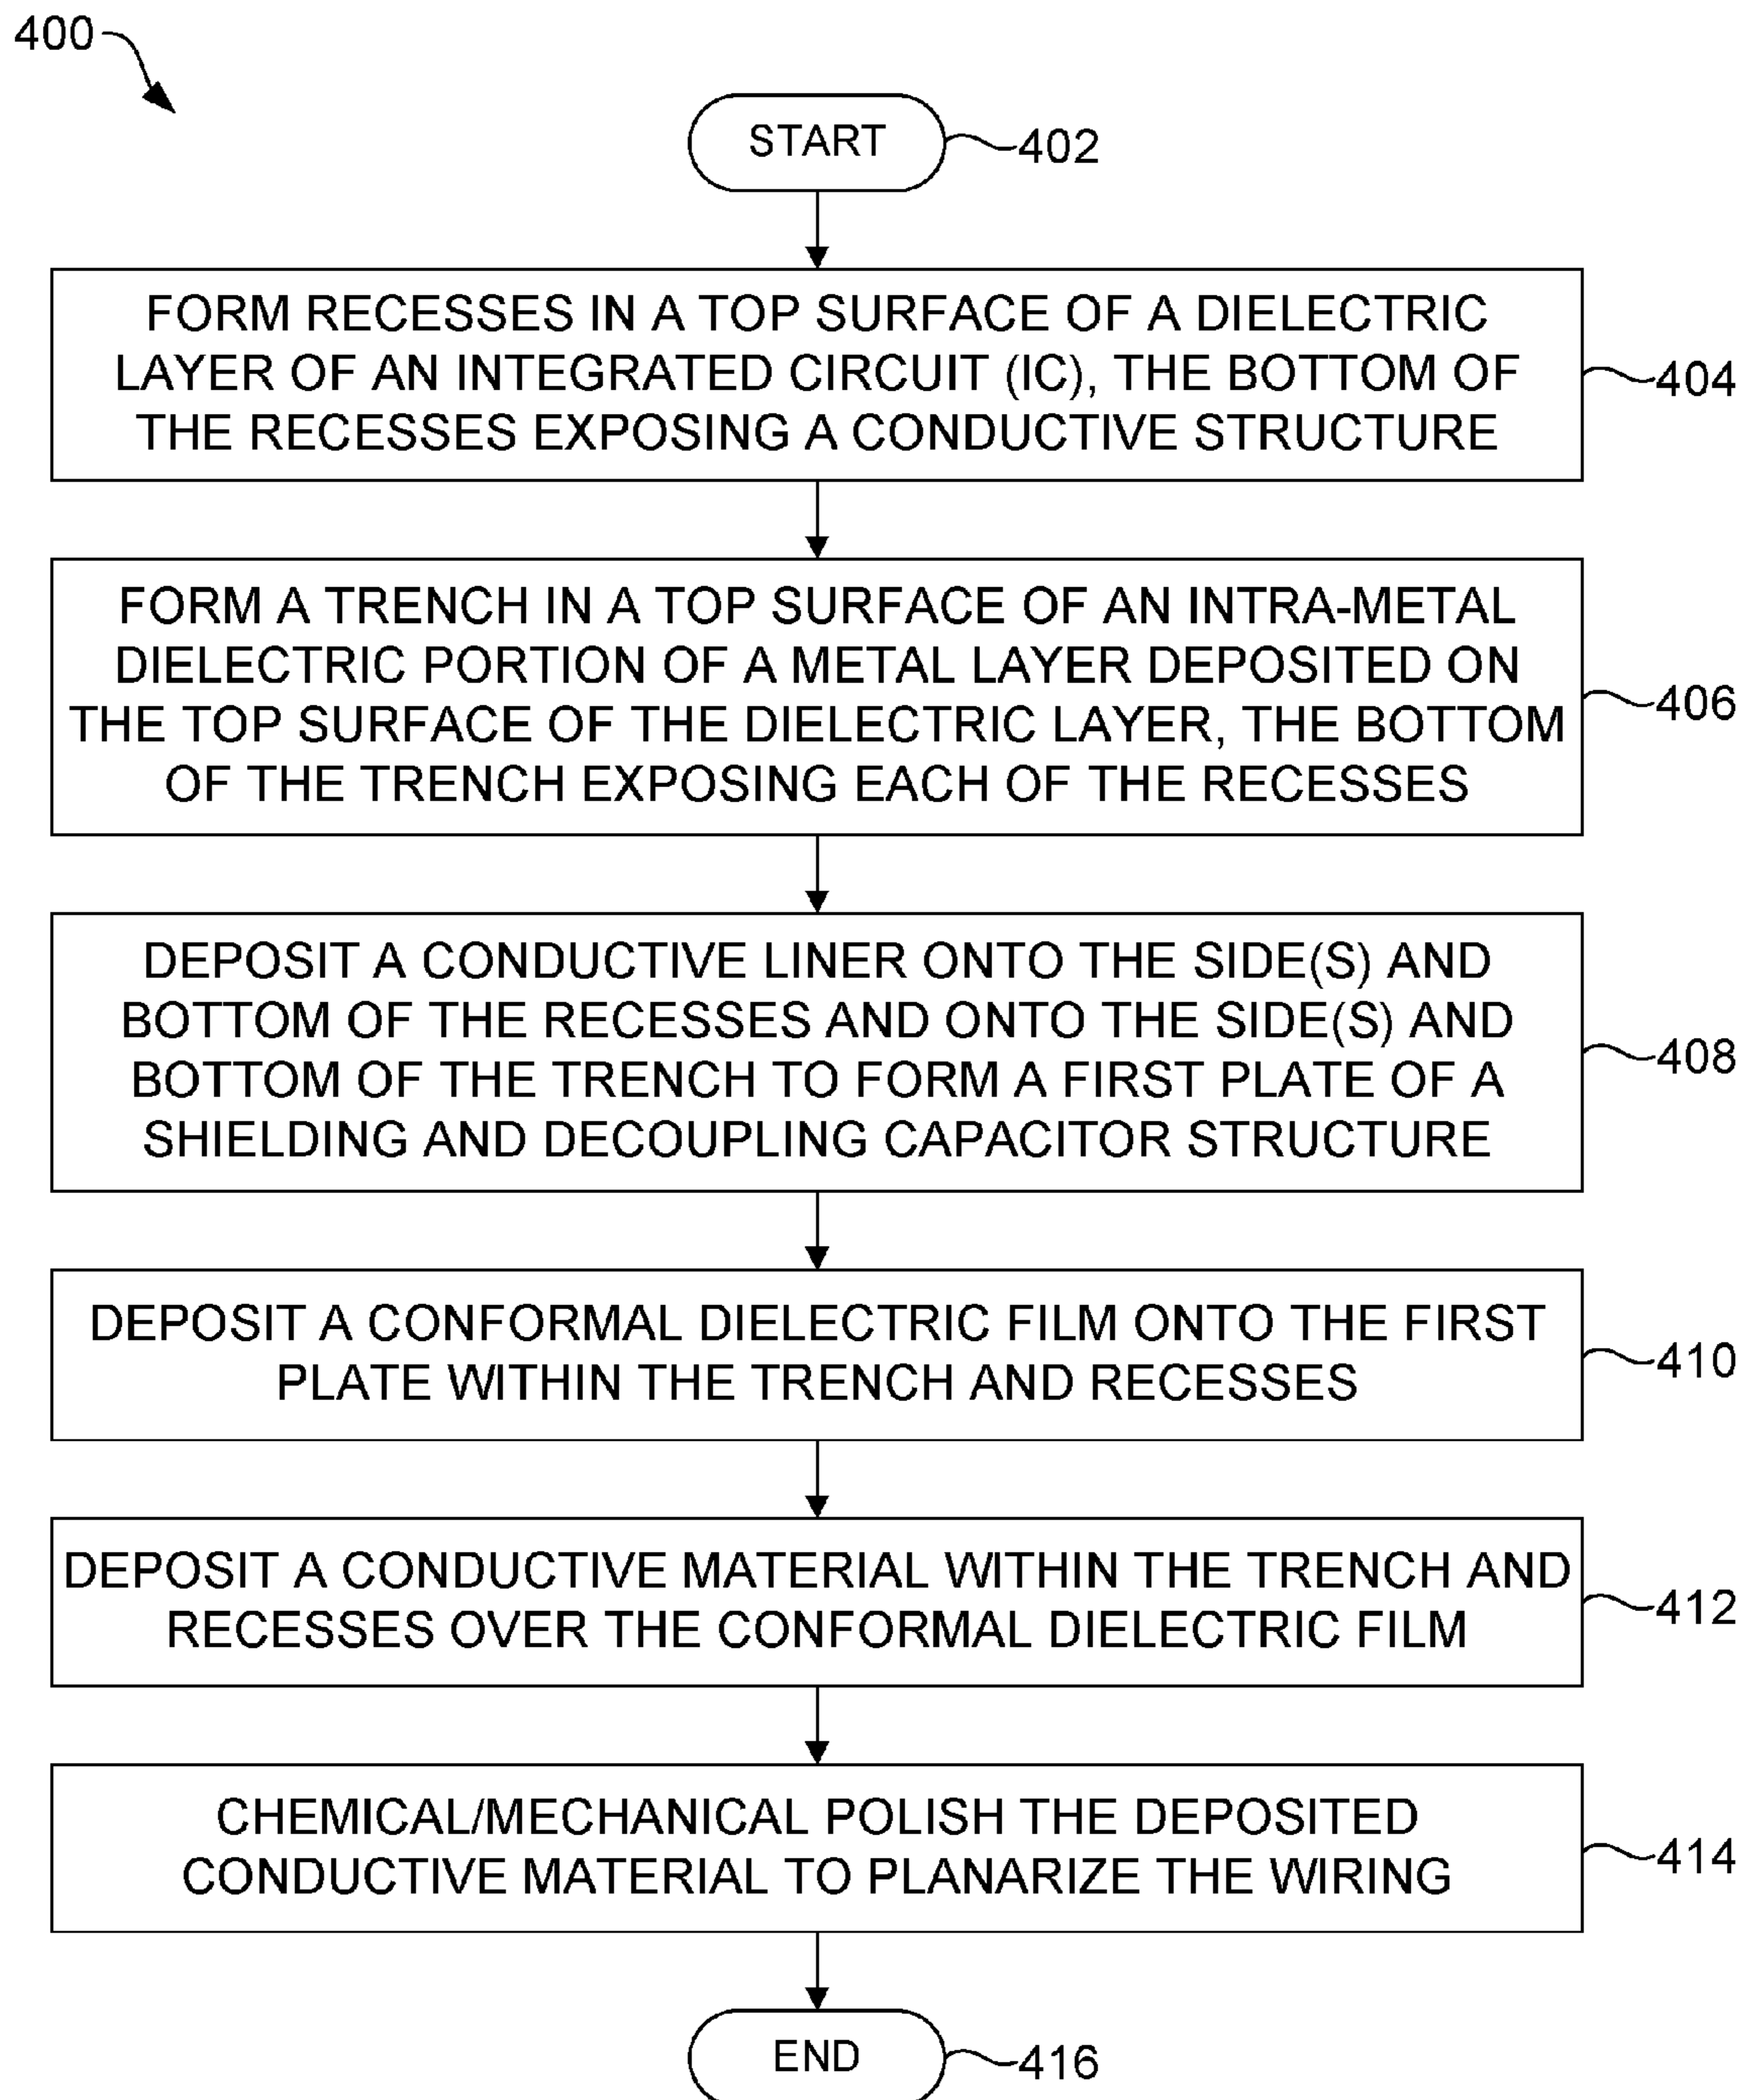 400
START
402
FORM RECESSES IN A TOP SURFACE OF A DIELECTRIC
LAYER OF AN INTEGRATED CIRCUIT (IC), THE BOTTOM OF
THE RECESSES EXPOSING A CONDUCTIVE STRUCTURE
404
FORM A TRENCH IN A TOP SURFACE OF AN INTRA-METAL
DIELECTRIC PORTION OF A METAL LAYER DEPOSITED ON
THE TOP SURFACE OF THE DIELECTRIC LAYER, THE BOTTOM
OF THE TRENCH EXPOSING EACH OF THE RECESSES
406
DEPOSIT A CONDUCTIVE LINER ONTO THE SIDE(S) AND
BOTTOM OF THE RECESSES AND ONTO THE SIDE(S) AND
BOTTOM OF THE TRENCH TO FORM A FIRST PLATE OF A
SHIELDING AND DECOUPLING CAPACITOR STRUCTURE
408
DEPOSIT A CONFORMAL DIELECTRIC FILM ONTO THE FIRST
PLATE WITHIN THE TRENCH AND RECESSES
410
DEPOSIT A CONDUCTIVE MATERIAL WITHIN THE TRENCH AND
RECESSES OVER THE CONFORMAL DIELECTRIC FILM
412
CHEMICAL/MECHANICAL POLISH THE DEPOSITED
CONDUCTIVE MATERIAL TO PLANARIZE THE WIRING
414
END
416